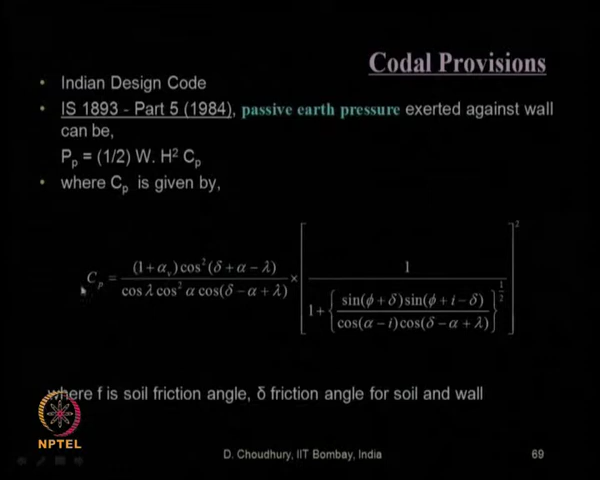 Codal Provisions
• Indian Design Code
• IS 1893 - Part 5 (1984), passive earth pressure exerted against wall
can be,
Pp = (1/2) W. H² Cp
• where Cp is given by,
Cp = (1+αv)cos²(δ+α−λ) / cosλcos²αcos(δ−α+λ) × [1 / 1+{sin(φ+δ)sin(φ+i−δ) / cos(α−i)cos(δ−α+λ)}^1/2]²
where f is soil friction angle, δ friction angle for soil and wall
NPTEL
D. Choudhury, IIT Bombay, India
69